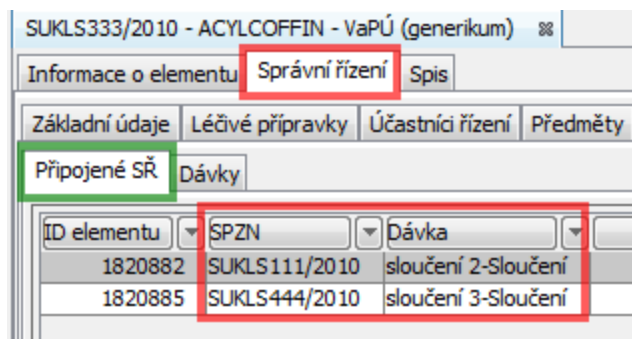 SUKLS333/2010 - ACYLCOFFIN - VaPÚ (generikum)
Informace o elementu Správní řízení Spis
Základní údaje Léčivé přípravky Účastníci řízení Předměty
Připojené SŘ Dávky
ID elementu SPZN Dávka
1820882 SUKLS111/2010 sloučení 2-Sloučení
1820885 SUKLS444/2010 sloučení 3-Sloučení